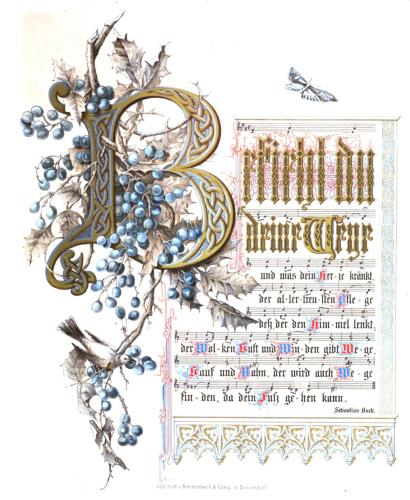 Befiehl du
deine Wege
und was dein Her-ze kränkt,
der al-ler-treu-sten Pfle-ge
deß, der den Him-mel lenkt,
der Wol-ken Luft und Win-den gibt We-ge,
Lauf und Bahn, der wird auch We-ge
fin-den, da dein Fuß ge-hen kann.
Sebastian Bach.
Breidenbach & Comp. in Düsseldorf